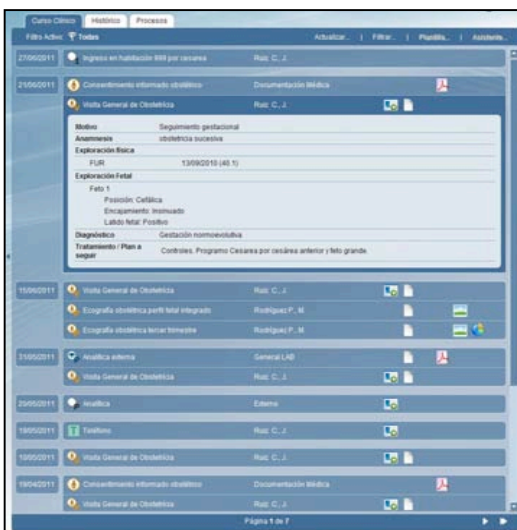 Curso Clínico Histórico Procesos
Filtro Activo: Todas Actualizar... | Filtrar... | Plantilla... | Asistente...
27/06/2011 Ingreso en habitación 669 por cesarea Ruiz C., J.
21/06/2011 Consentimiento informado obstétrico Documentación Médica
Visita General de Obstetricia Ruiz C., J.
Motivo Seguimiento gestacional
Anamnesis obstetricia sucesiva
Exploración física
FUR 13/09/2010 (40.1)
Exploración Fetal
Feto 1
Posición: Cefálica.
Encajamiento: Insinuado
Latido fetal: Positivo
Diagnóstico Gestación normoevolutiva.
Tratamiento / Plan a seguir Controles. Programo Cesarea por cesárea anterior y feto grande.
15/06/2011 Visita General de Obstetricia Ruiz C., J.
Ecografía obstétrica perfil fetal integrado Rodríguez P., M.
Ecografía obstétrica tercer trimestre Rodríguez P., M.
31/05/2011 Analítica externa General LAB
Visita General de Obstetricia Ruiz C., J.
20/05/2011 Analítica Externo
19/05/2011 Teléfono Ruiz C., J.
10/05/2011 Visita General de Obstetricia Ruiz C., J.
19/04/2011 Consentimiento informado obstétrico Documentación Médica
Visita General de Obstetricia Ruiz C., J.
Página 1 de 7